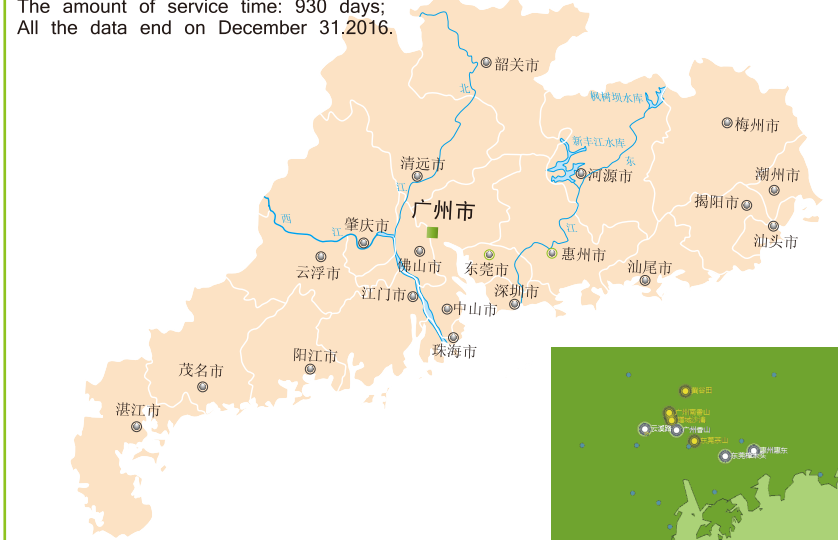 The amount of service time: 930 days;
All the data end on December 31.2016.
韶关市
北
枫树坝水库
梅州市
新丰江水库
东
清远市
河源市
潮州市
江
揭阳市
广州市
西
江
肇庆市
江
汕头市
佛山市
东莞市
惠州市
云浮市
汕尾市
江门市
深圳市
中山市
珠海市
阳江市
茂名市
湛江市